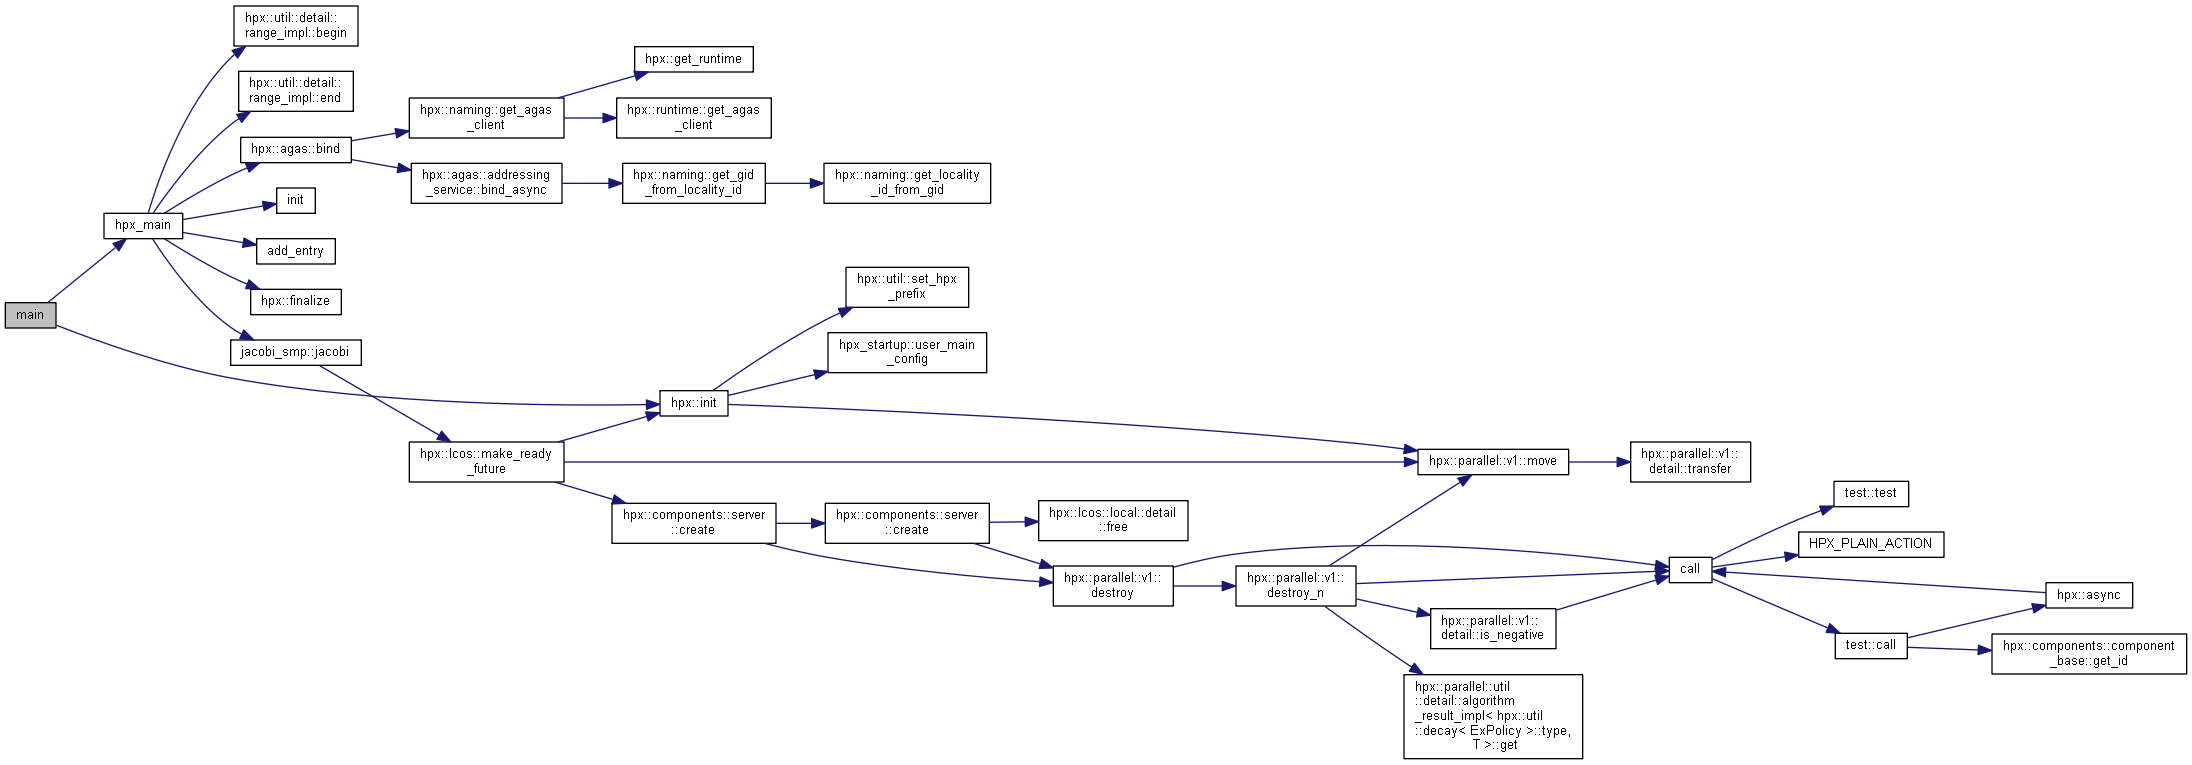 hpx::util::detail::
range_impl::begin
hpx::util::detail::
range_impl::end
hpx::agas::bind
init
add_entry
hpx::finalize
jacobi_smp::jacobi
hpx_main
main
hpx::get_runtime
hpx::naming::get_agas
_client
hpx::runtime::get_agas
_client
hpx::agas::addressing
_service::bind_async
hpx::naming::get_gid
_from_locality_id
hpx::naming::get_locality
_id_from_gid
hpx::util::set_hpx
_prefix
hpx_startup::user_main
_config
hpx::init
hpx::lcos::make_ready
_future
hpx::parallel::v1::move
hpx::parallel::v1::
detail::transfer
hpx::components::server
::create
hpx::components::server
::create
hpx::lcos::local::detail
::free
hpx::parallel::v1::
destroy
hpx::parallel::v1::
destroy_n
hpx::parallel::v1::
detail::is_negative
hpx::parallel::util
::detail::algorithm
_result_impl< hpx::util
::decay< ExPolicy >::type,
T >::get
call
test::test
HPX_PLAIN_ACTION
test::call
hpx::async
hpx::components::component
_base::get_id